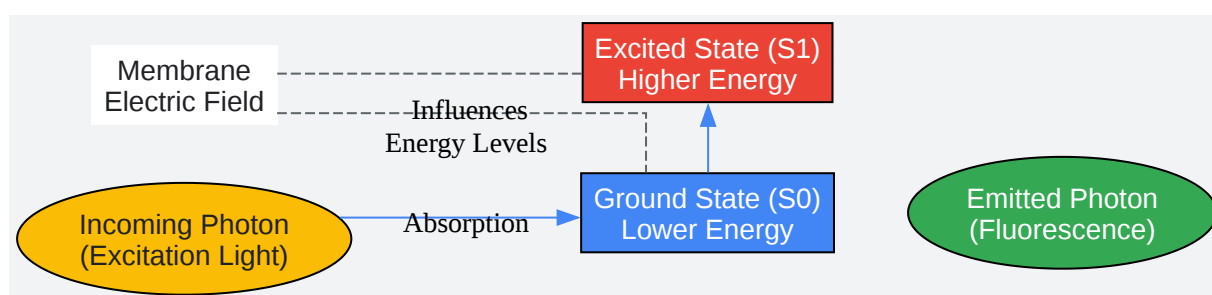 Membrane
Electric Field
Excited State (S1)
Higher Energy
Influences
Energy Levels
Incoming Photon
(Excitation Light)
Absorption
Ground State (S0)
Lower Energy
Emitted Photon
(Fluorescence)